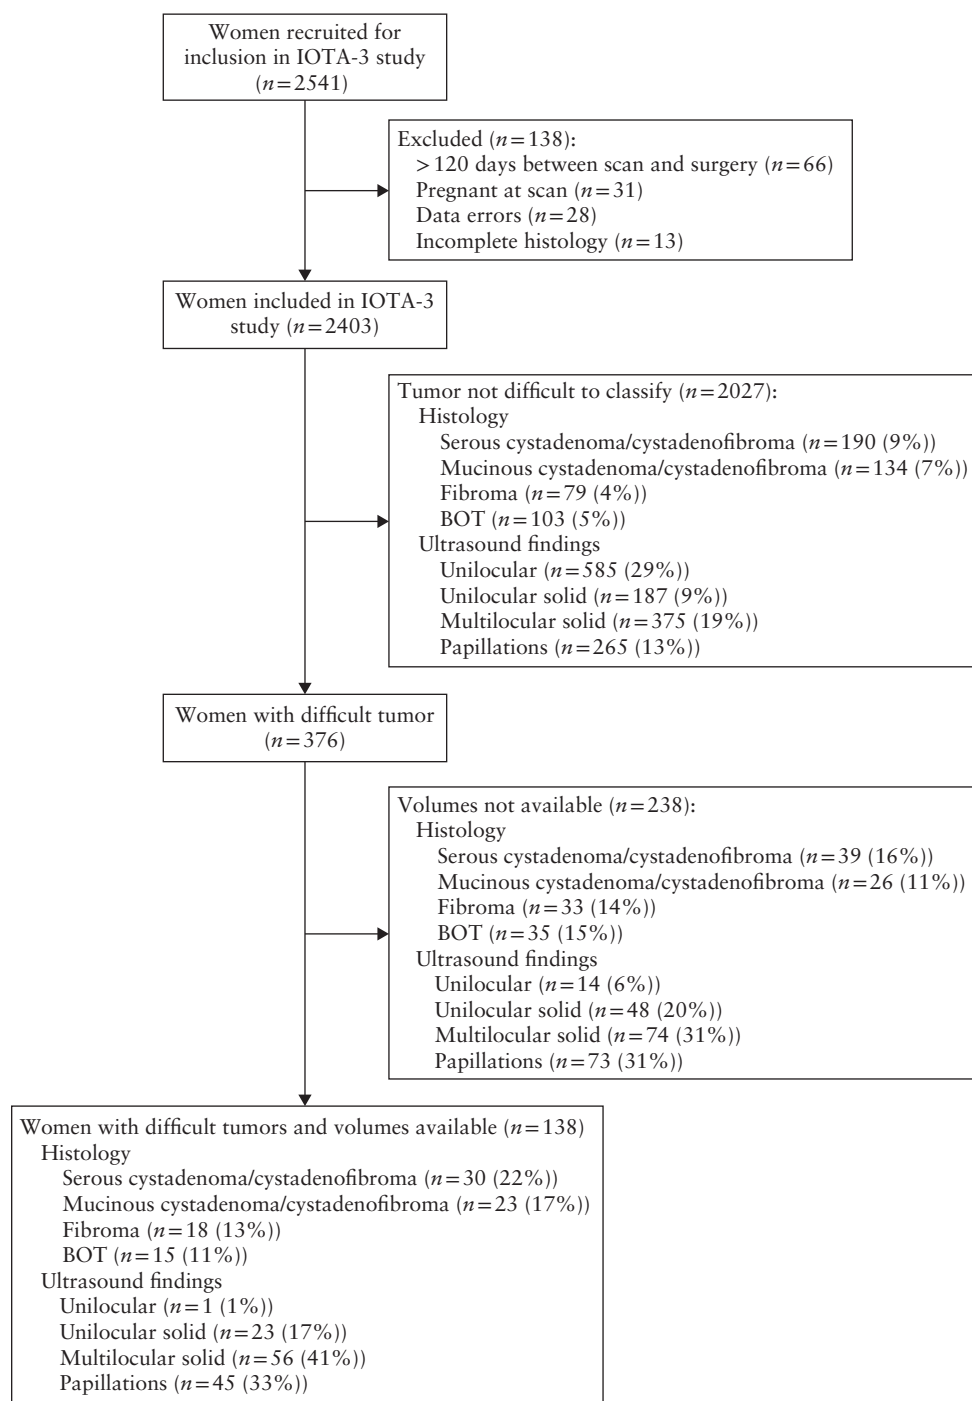 Women recruited for
inclusion in IOTA-3 study
(n=2541)
Excluded (n=138):
>120 days between scan and surgery (n=66)
Pregnant at scan (n=31)
Data errors (n=28)
Incomplete histology (n=13)
Women included in IOTA-3
study (n=2403)
Tumor not difficult to classify (n=2027):
Histology
Serous cystadenoma/cystadenofibroma (n=190 (9%))
Mucinous cystadenoma/cystadenofibroma (n=134 (7%))
Fibroma (n=79 (4%))
BOT (n=103 (5%))
Ultrasound findings
Unilocular (n=585 (29%))
Unilocular solid (n=187 (9%))
Multilocular solid (n=375 (19%))
Papillations (n=265 (13%))
Women with difficult tumor
(n=376)
Volumes not available (n=238):
Histology
Serous cystadenoma/cystadenofibroma (n=39 (16%))
Mucinous cystadenoma/cystadenofibroma (n=26 (11%))
Fibroma (n=33 (14%))
BOT (n=35 (15%))
Ultrasound findings
Unilocular (n=14 (6%))
Unilocular solid (n=48 (20%))
Multilocular solid (n=74 (31%))
Papillations (n=73 (31%))
Women with difficult tumors and volumes available (n=138)
Histology
Serous cystadenoma/cystadenofibroma (n=30 (22%))
Mucinous cystadenoma/cystadenofibroma (n=23 (17%))
Fibroma (n=18 (13%))
BOT (n=15 (11%))
Ultrasound findings
Unilocular (n=1 (1%))
Unilocular solid (n=23 (17%))
Multilocular solid (n=56 (41%))
Papillations (n=45 (33%))